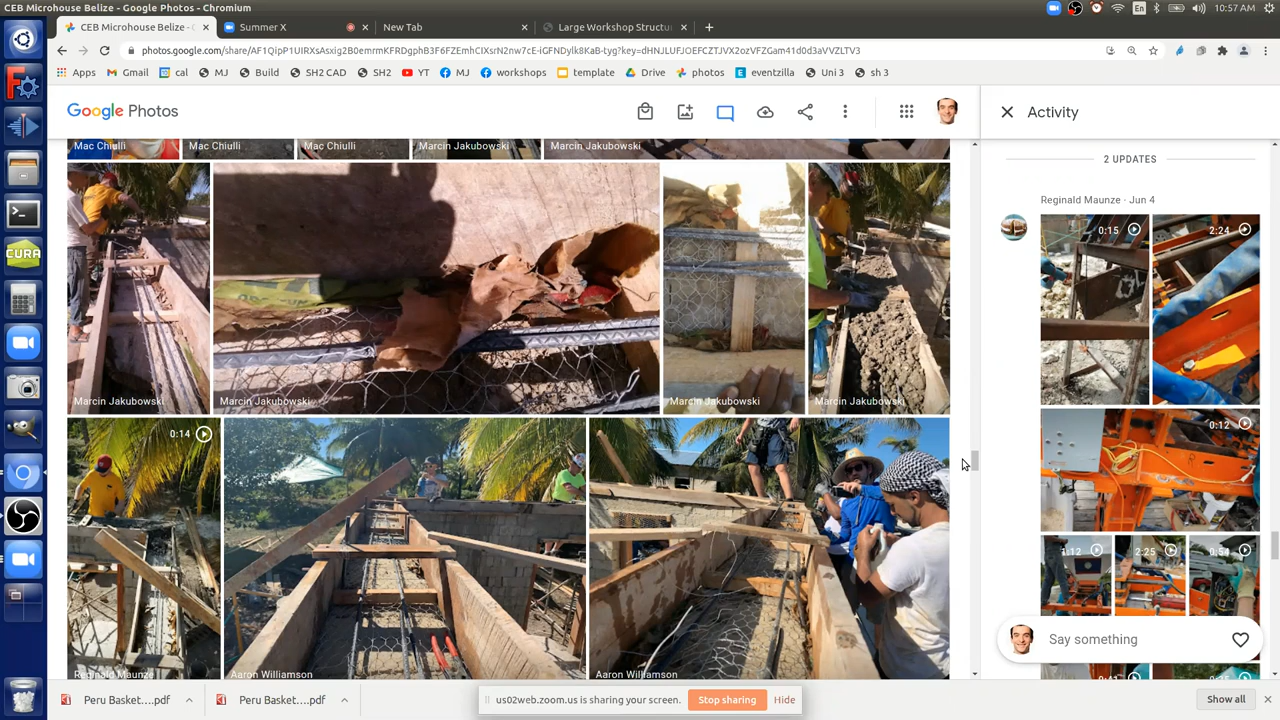 CEB Microhouse Belize - Google Photos - Chromium
En
10:57 AM
CEB Microhouse Belize -
Summer X
New Tab
Large Workshop Structu
photos.google.com/share/AF1QipP1UIRXsAsxig2B0emrmKFRDgphB3F6FZEmhCIXsrN2nw7cE-iGFNDylk8KaB-tyg?key=dHNJLUFJOEFCZTJVX2ozVFZGam41d0d3aVVZLTV3
Apps
Gmail
cal
MJ
Build
SH2 CAD
SH2
YT
MJ
workshops
template
Drive
photos
eventzilla
Uni 3
sh 3
Google Photos
Activity
Mac Chiulli
Mac Chiulli
Mac Chiulli
Marcin Jakubowski
Marcin Jakubowski
2 UPDATES
Reginald Maunze · Jun 4
0:15
2:24
Marcin Jakubowski
Marcin Jakubowski
Marcin Jakubowski
Marcin Jakubowski
0:14
0:12
2:25
0:54
CURA
Say something
Reginald Maunze
Aaron Williamson
Aaron Williamson
Peru Basket....pdf
Peru Basket....pdf
us02web.zoom.us is sharing your screen.
Stop sharing
Hide
Show all